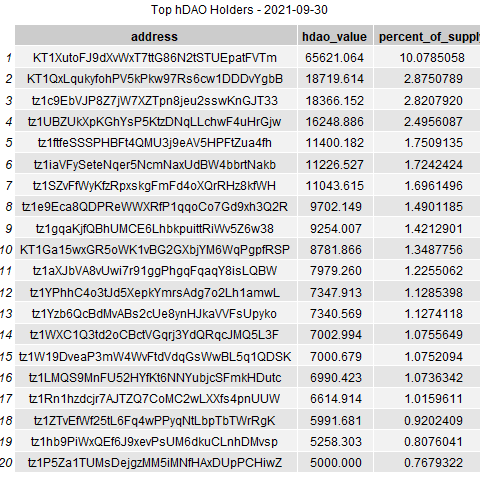 Top hDAO Holders - 2021-09-30
address hdao_value percent_of_supply
1 KT1XutoFJ9dXvWxT7ttG86N2tSTUEpatFVTm 65621.064 10.0785058
2 KT1QxLqukyfohPV5kPkw97Rs6cw1DDDvYgbB 18719.614 2.8750789
3 tz1c9EbVJP8Z7jW7XZTpn8jeu2sswKnGJT33 18366.152 2.8207920
4 tz1UBZUkXpKGhYsP5KtzDNqLLchwF4uHrGjw 16248.886 2.4956087
5 tz1ftfeSSSPHBFt4QMU3j9eAV5HPFtZua4fh 11400.182 1.7509135
6 tz1iaVFySeteNqer5NcmNaxUdBW4bbrtNakb 11226.527 1.7242424
7 tz1SZvFfWyKfzRpxskgFmFd4oXQrRHz8kfWH 11043.615 1.6961496
8 tz1e9Eca8QDPReWWXRfP1qqoCo7Gd9xh3Q2R 9702.149 1.4901185
9 tz1gqaKjfQBhUMCE6LhbkpuittRiWv5Z6w38 9254.007 1.4212901
10 KT1Ga15wxGR5oWK1vBG2GXbjYM6WqPgpfRSP 8781.866 1.3487756
11 tz1aXJbVA8vUwi7r91ggPhgqFqaqY8isLQBW 7979.260 1.2255062
12 tz1YPhhC4o3tJd5XepkYmrsAdg7o2Lh1amwL 7347.913 1.1285398
13 tz1Yzb6QcBdMvABs2cUe8ynHJkaVVFsUpyko 7340.569 1.1274118
14 tz1WXC1Q3td2oCBctVGqrj3YdQRqcJMQ5L3F 7002.994 1.0755649
15 tz1W19DveaP3mW4WvFtdVdqGsWwBL5q1QDSK 7000.679 1.0752094
16 tz1LMQS9MnFU52HYfKt6NNYubjcSFmkHDutc 6990.423 1.0736342
17 tz1Rn1hzdcjr7AJTZQ7CoMC2wLXXfs4pnUUW 6614.914 1.0159611
18 tz1ZTvEfWf25tL6Fq4wPPyqNtLbpTbTWrRgK 5991.681 0.9202409
19 tz1hb9PiWxQEf6J9xevPsUM6dkuCLnhDMvsp 5258.303 0.8076041
20 tz1P5Za1TUMsDejgzMM5iMNfHAxDUpPCHiwZ 5000.000 0.7679322